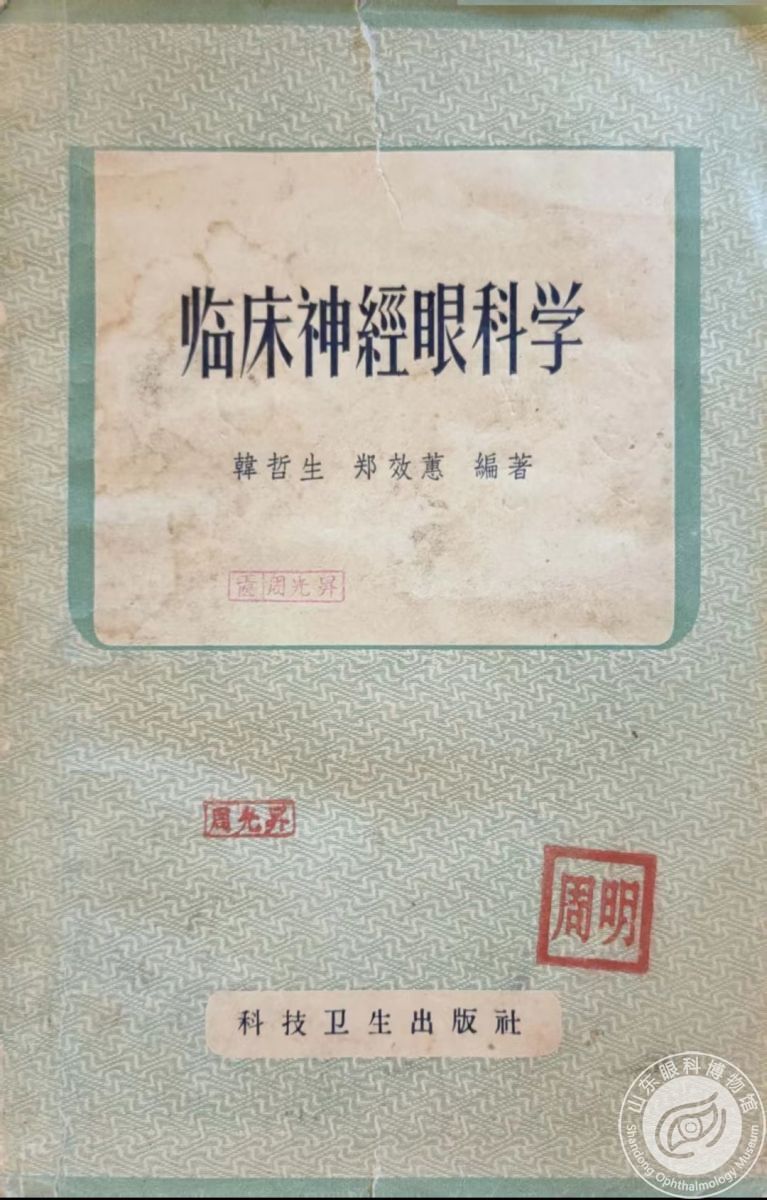 临床神經眼科学
韓哲生 郑效蕙 編著
周光昇
周光昇
周明
科技卫生出版社
山东眼科博物馆
Shandong Ophthalmology Museum